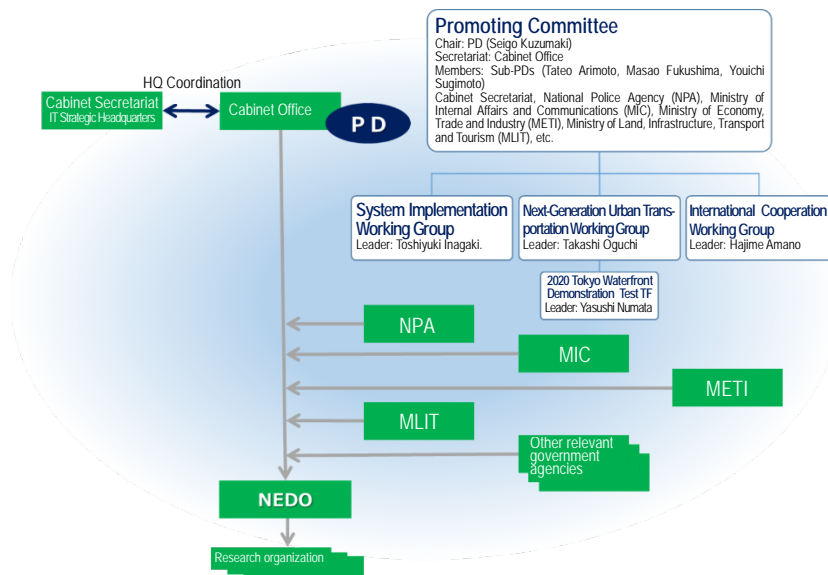 Promoting Committee
Chair: PD (Seigo Kuzumaki)
Secretariat: Cabinet Office
Members: Sub-PDs (Tateo Arimoto, Masao Fukushima, Youichi
Sugimoto)
Cabinet Secretariat, National Police Agency (NPA), Ministry of
Internal Affairs and Communications (MIC), Ministry of Economy,
Trade and Industry (METI), Ministry of Land, Infrastructure, Transport
and Tourism (MLIT), etc.
HQ Coordination
Cabinet Secretariat
IT Strategic Headquarters
Cabinet Office
PD
System Implementation
Working Group
Leader: Toshiyuki Inagaki.
Next-Generation Urban Trans-
portation Working Group
Leader: Takashi Oguchi
International Cooperation
Working Group
Leader: Hajime Amano
2020 Tokyo Waterfront
Demonstration Test TF
Leader: Yasushi Numata
NPA
MIC
METI
MLIT
Other relevant
government
agencies
NEDO
Research organization